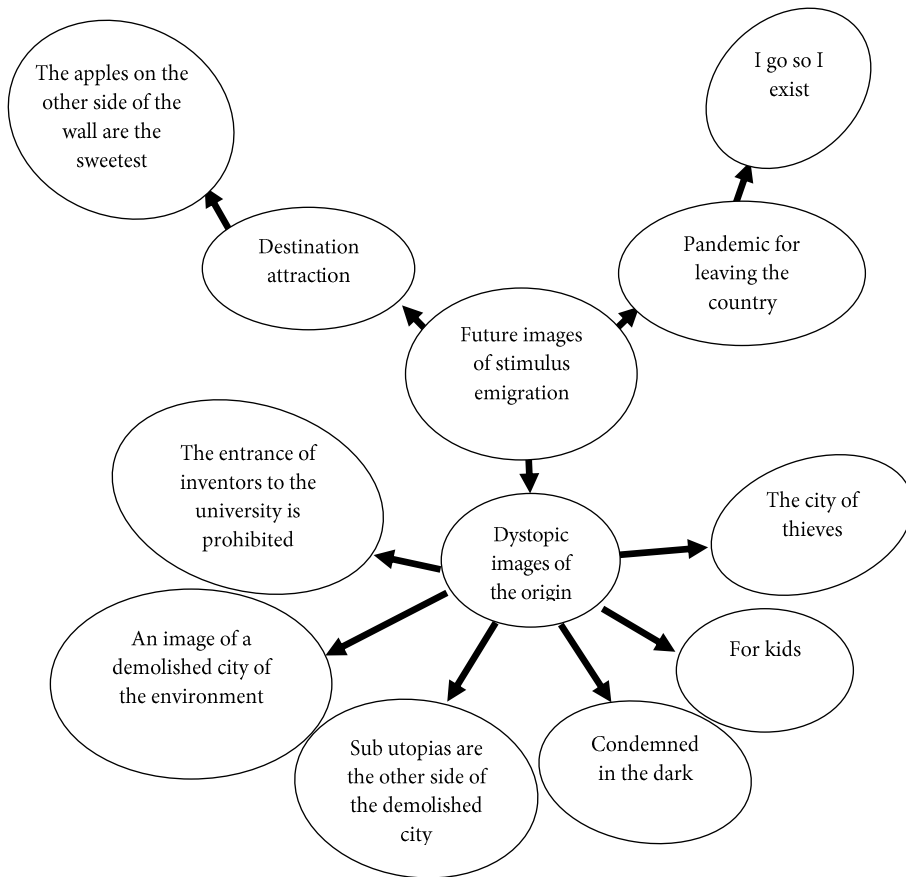 The apples on the
other side of the
wall are the
sweetest
I go so I
exist
Destination
attraction
Pandemic for
leaving the
country
Future images
of stimulus
emigration
The entrance of
inventors to the
university is
prohibited
Dystopic
images of
the origin
The city of
thieves
An image of a
demolished city of
the environment
For kids
Sub utopias are
the other side of
the demolished
city
Condemned
in the dark